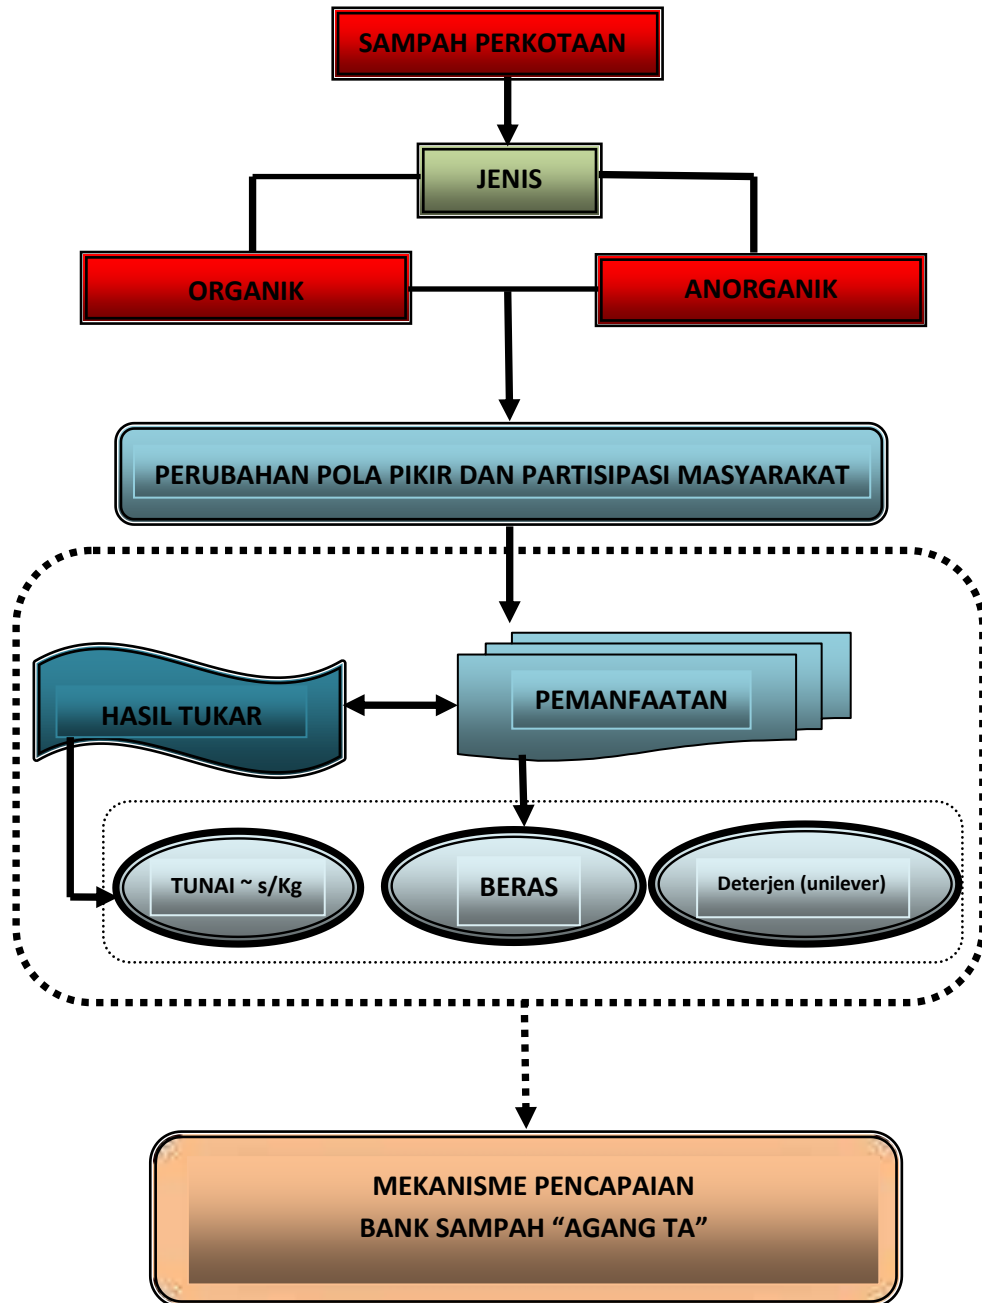 SAMPAH PERKOTAAN
JENIS
ORGANIK
ANORGANIK
PERUBAHAN POLA PIKIR DAN PARTISIPASI MASYARAKAT
HASIL TUKAR
PEMANFAATAN
TUNAI ~ s/Kg
BERAS
Deterjen (unilever)
MEKANISME PENCAPAIAN
BANK SAMPAH “AGANG TA”